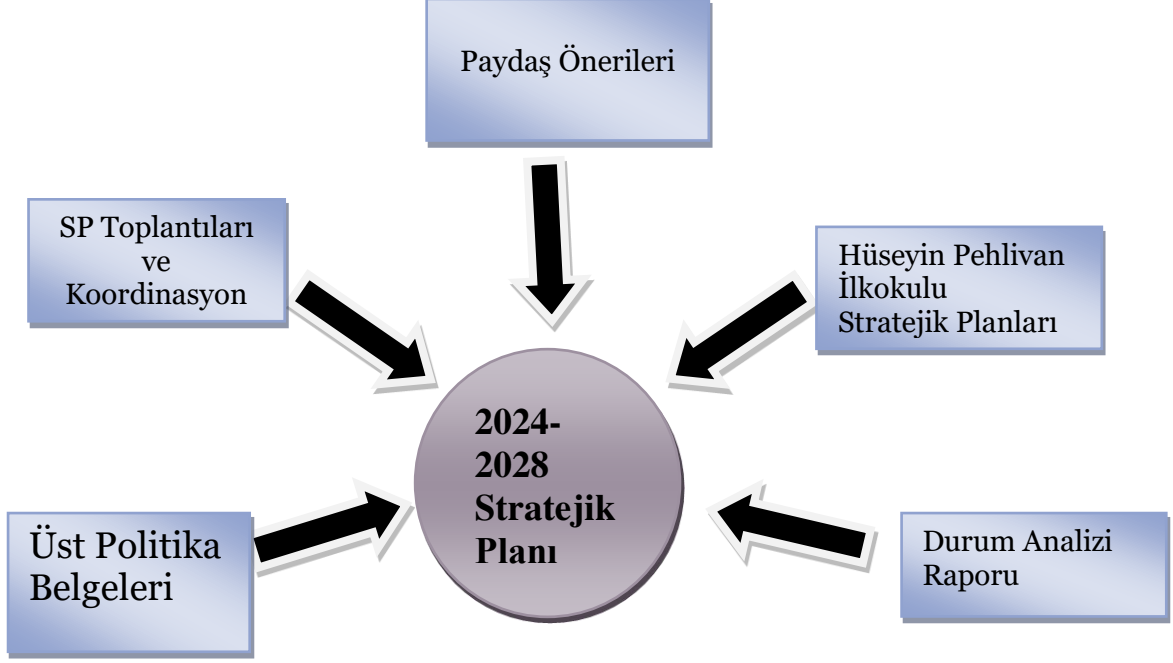 Paydaş Önerileri
SP Toplantıları
ve
Koordinasyon
Hüseyin Pehlivan
İlkokulu
Stratejik Planları
2024-
2028
Stratejik
Planı
Üst Politika
Belgeleri
Durum Analizi
Raporu